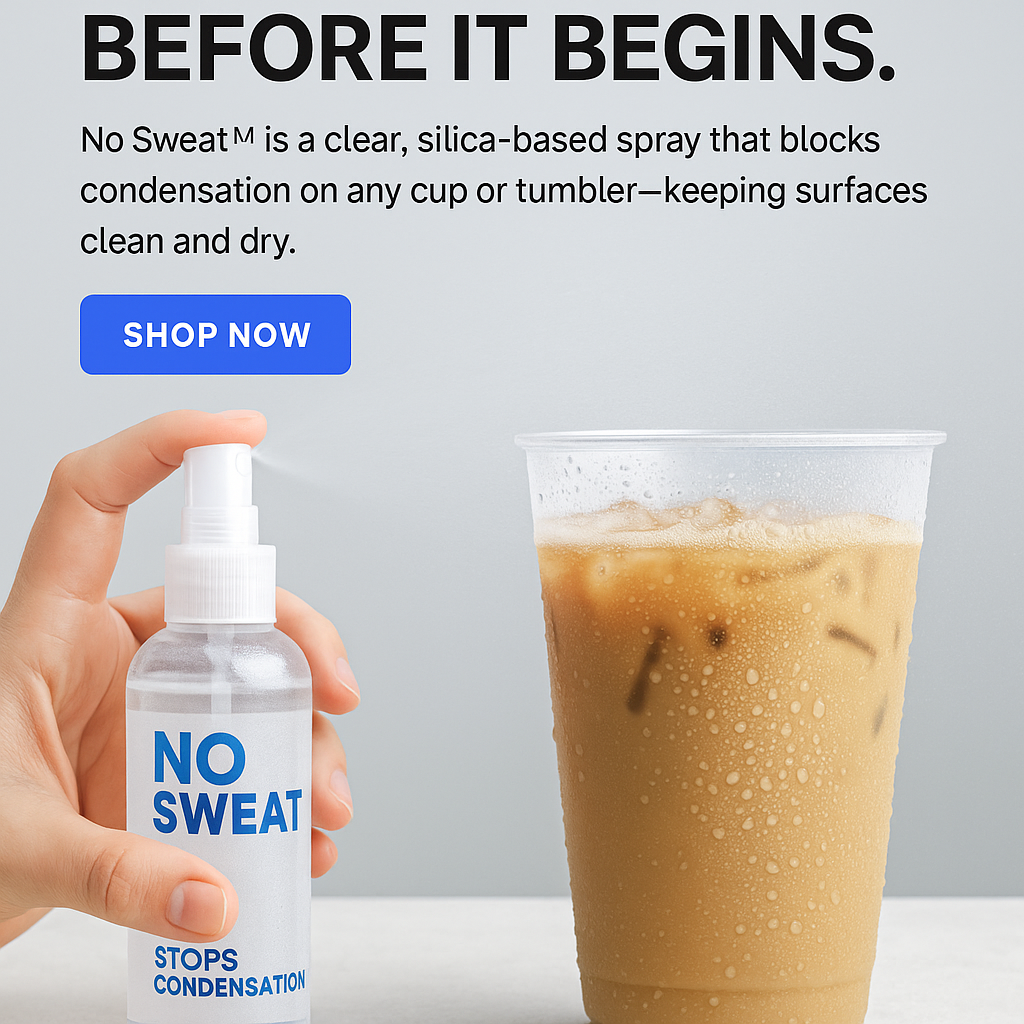 BEFORE IT BEGINS.
No Sweatᴹ is a clear, silica-based spray that blocks
condensation on any cup or tumbler—keeping surfaces
clean and dry.
SHOP NOW
NO
SWEAT
STOPS
CONDENSATION